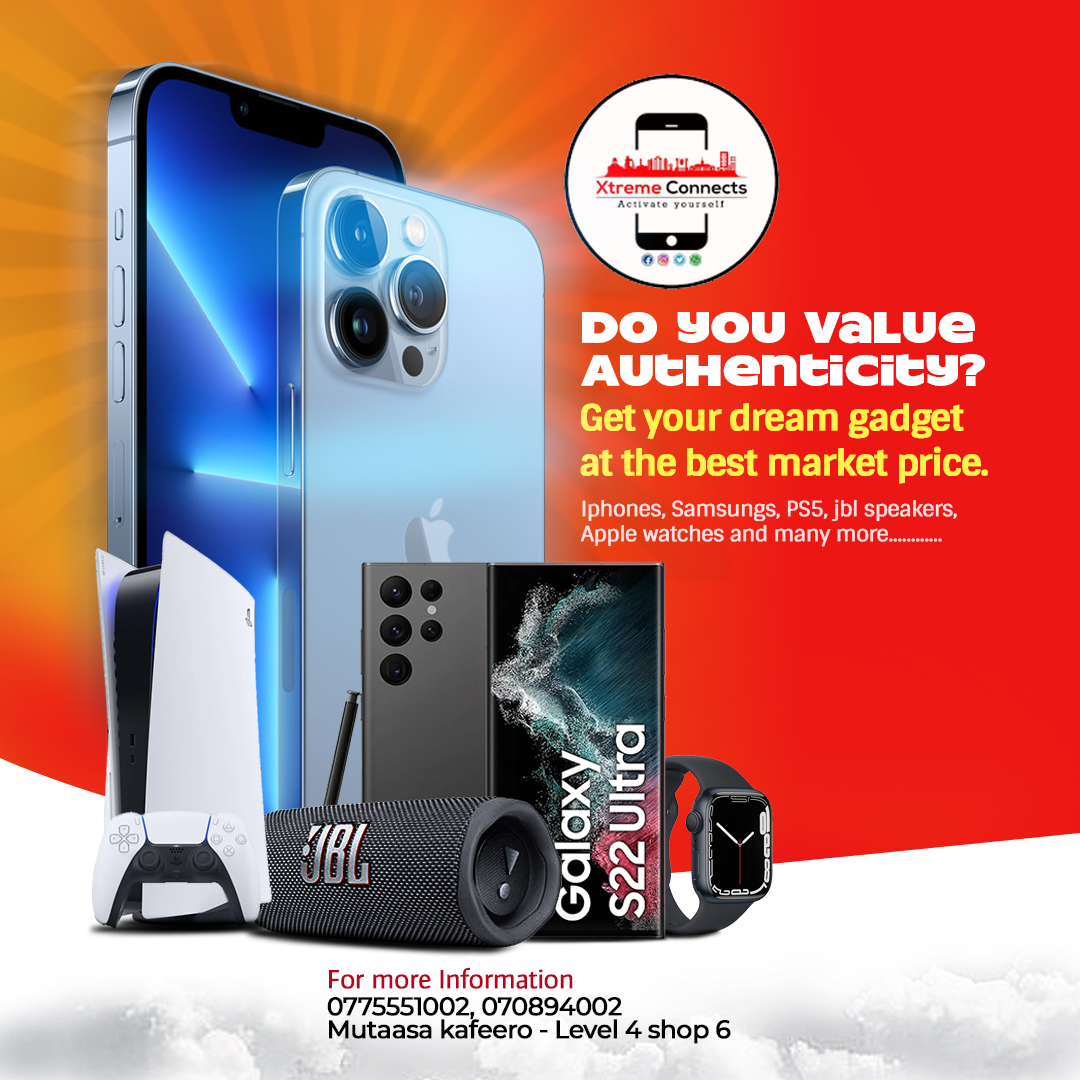 Xtreme Connects
Activate yourself
DO YOU VALUE
AUTHENTICITY?
Get your dream gadget
at the best market price.
Iphones, Samsungs, PS5, jbl speakers,
Apple watches and many more............
JBL
Galaxy
S22 Ultra
For more Information
0775551002, 070894002
Mutaasa kafeero - Level 4 shop 6